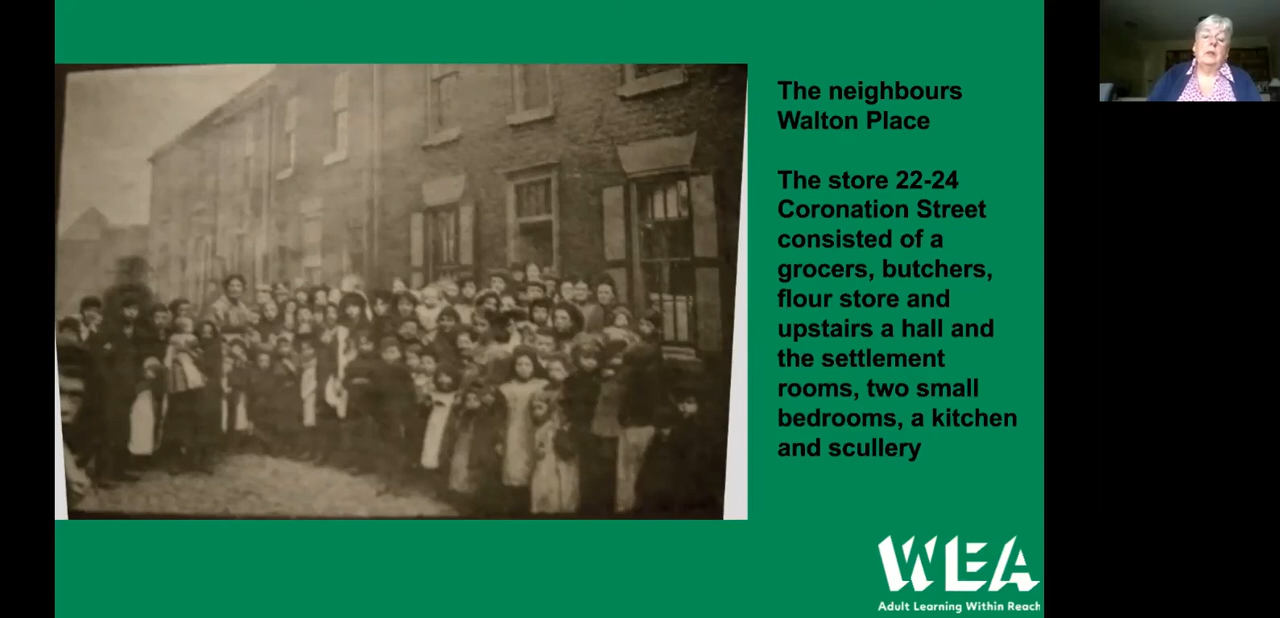 The neighbours
Walton Place
The store 22-24
Coronation Street
consisted of a
grocers, butchers,
flour store and
upstairs a hall and
the settlement
rooms, two small
bedrooms, a kitchen
and scullery
WEA
Adult Learning Within Reach